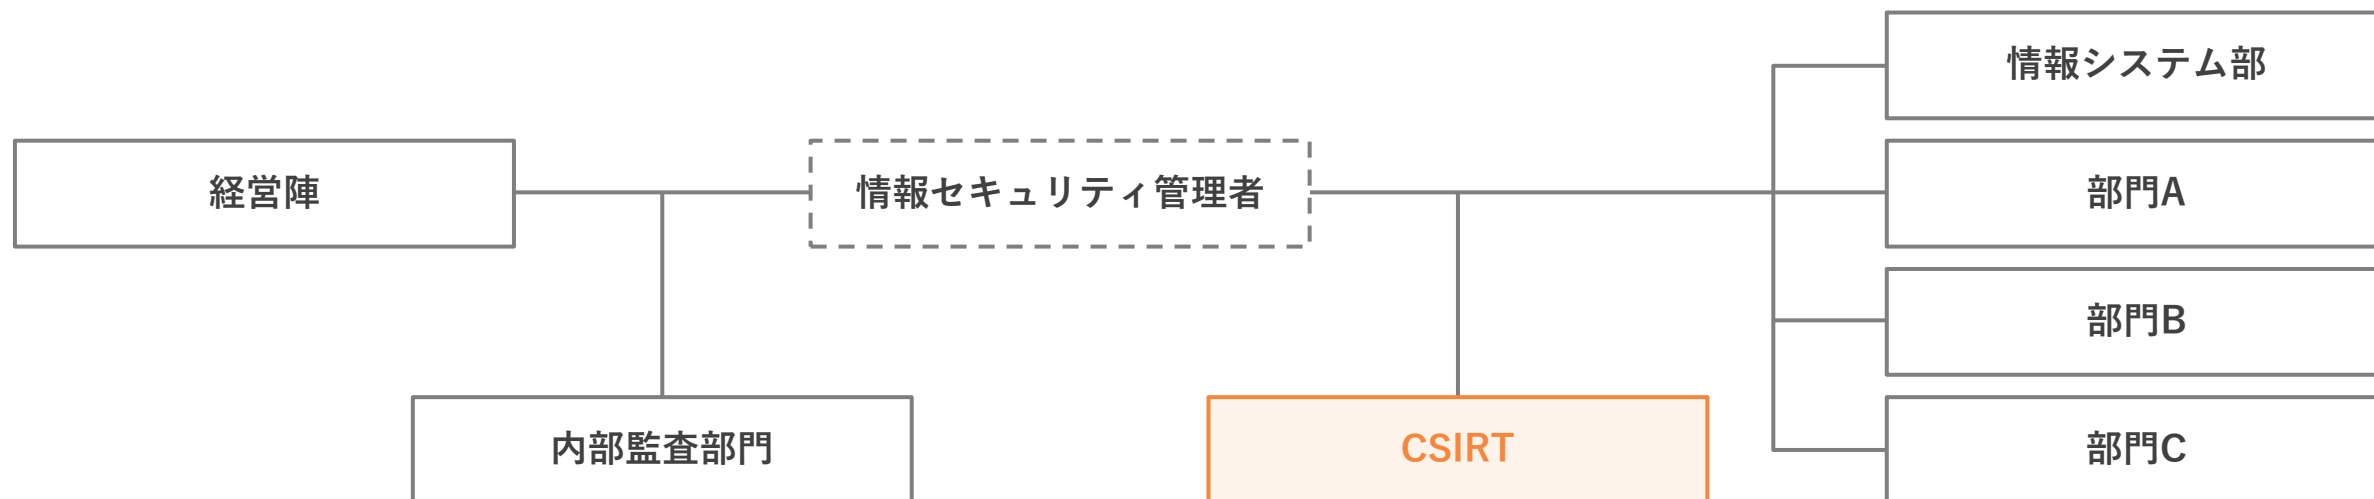 情報システム部
経営陣
情報セキュリティ管理者
部門A
部門B
内部監査部門
CSIRT
部門C